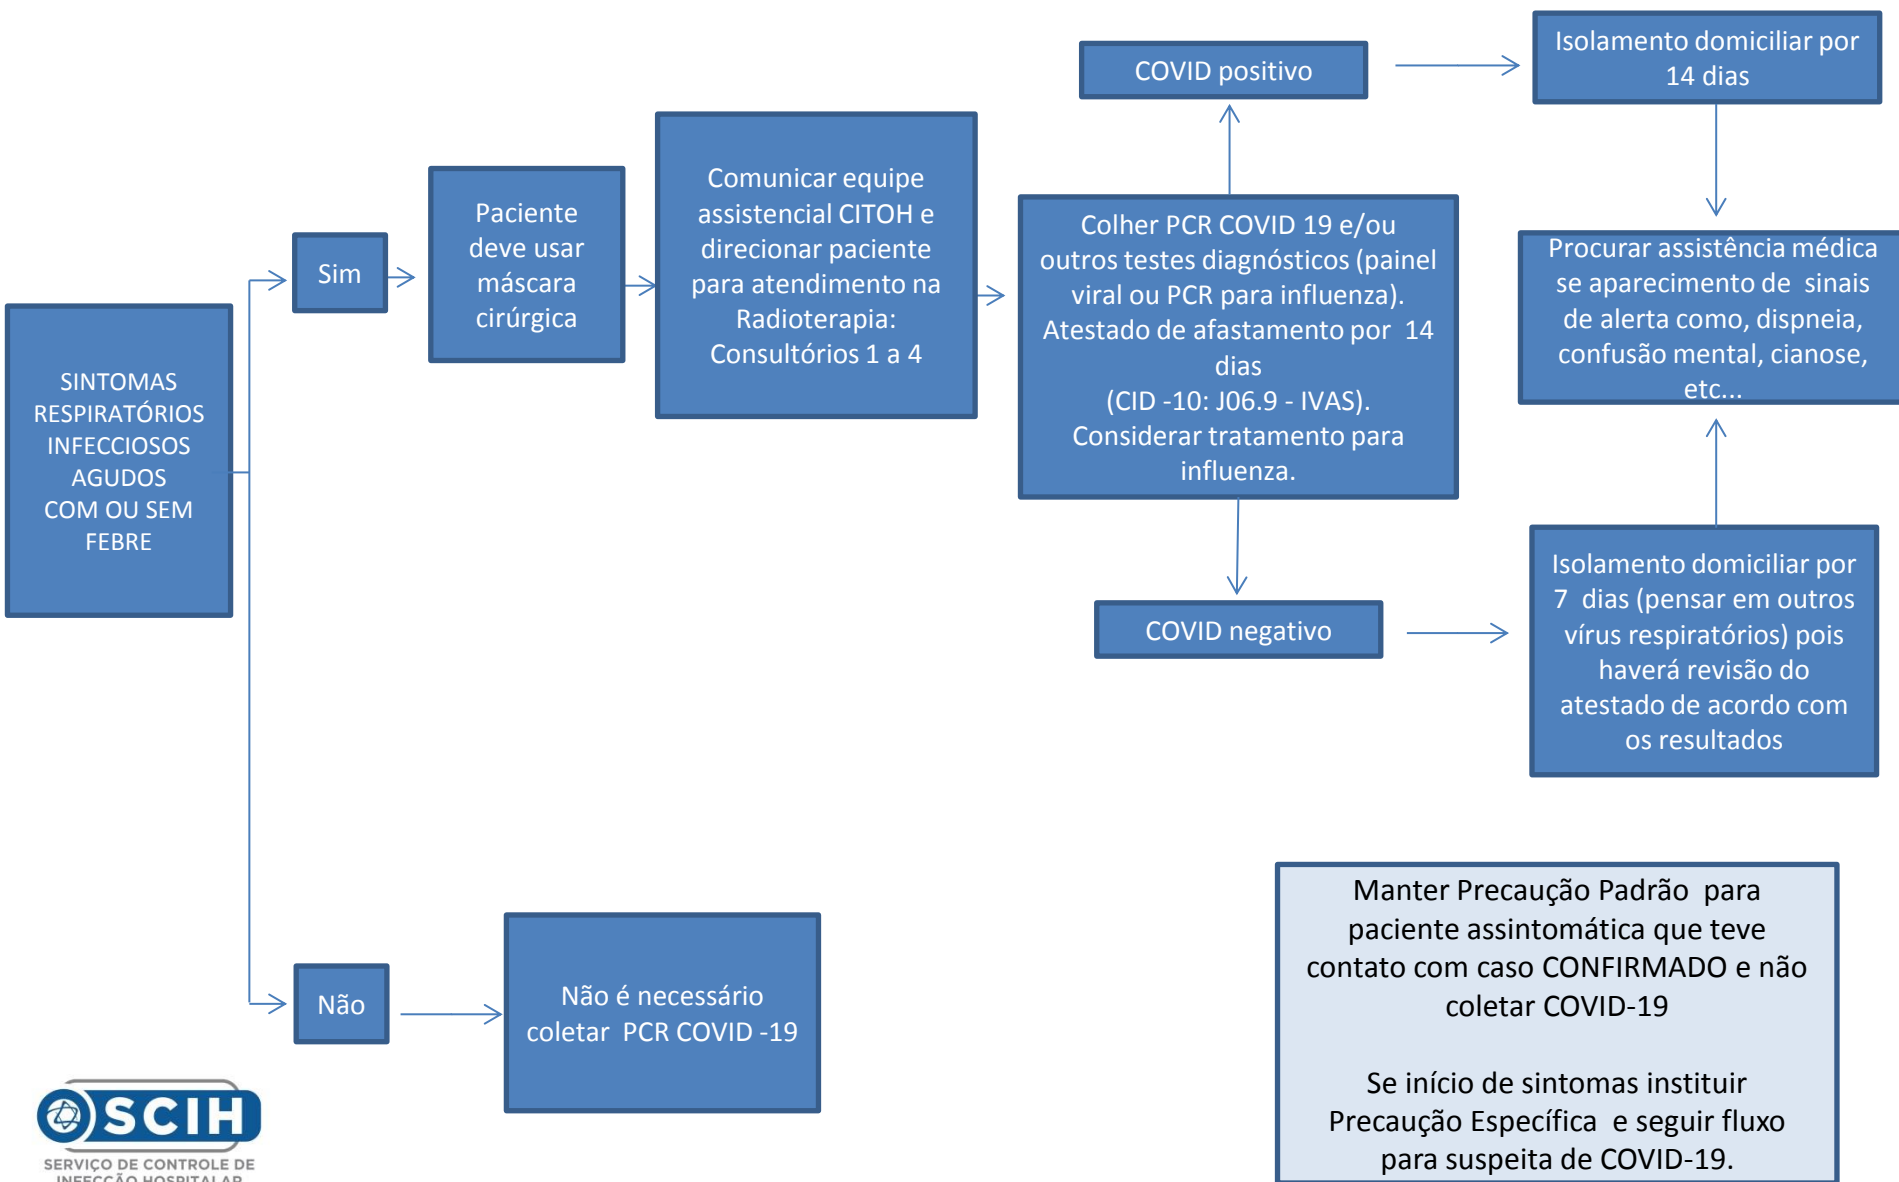 SINTOMAS
RESPIRATÓRIOS
INFECCIOSOS
AGUDOS
COM OU SEM
FEBRE
Sim
Paciente
deve usar
máscara
cirúrgica
Comunicar equipe
assistencial CITOH e
direcionar paciente
para atendimento na
Radioterapia:
Consultórios 1 a 4
Colher PCR COVID 19 e/ou
outros testes diagnósticos (painel
viral ou PCR para influenza).
Atestado de afastamento por 14
dias
(CID -10: J06.9 - IVAS).
Considerar tratamento para
influenza.
COVID positivo
Isolamento domiciliar por
14 dias
Procurar assistência médica
se aparecimento de sinais
de alerta como, dispneia,
confusão mental, cianose,
etc...
COVID negativo
Isolamento domiciliar por
7 dias (pensar em outros
vírus respiratórios) pois
haverá revisão do
atestado de acordo com
os resultados
Não
Não é necessário
coletar PCR COVID -19
Manter Precaução Padrão para
paciente assintomática que teve
contato com caso CONFIRMADO e não
coletar COVID-19
Se início de sintomas instituir
Precaução Específica e seguir fluxo
para suspeita de COVID-19.
SCIH
SERVIÇO DE CONTROLE DE
INFECÇÃO HOSPITALAR